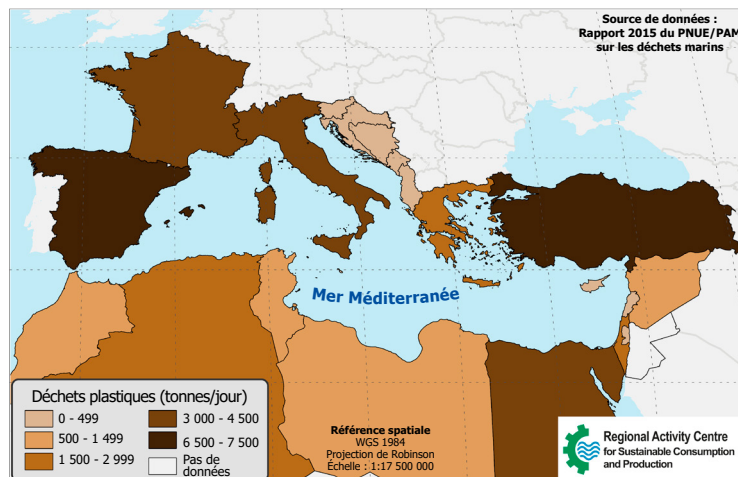 Source de données :
Rapport 2015 du PNUE/PAM
sur les déchets marins
Mer Méditerranée
Déchets plastiques (tonnes/jour)
0 - 499
500 - 1 499
1 500 - 2 999
3 000 - 4 500
6 500 - 7 500
Pas de
données
Référence spatiale
WGS 1984
Projection de Robinson
Échelle : 1:17 500 000
Regional Activity Centre
for Sustainable Consumption
and Production